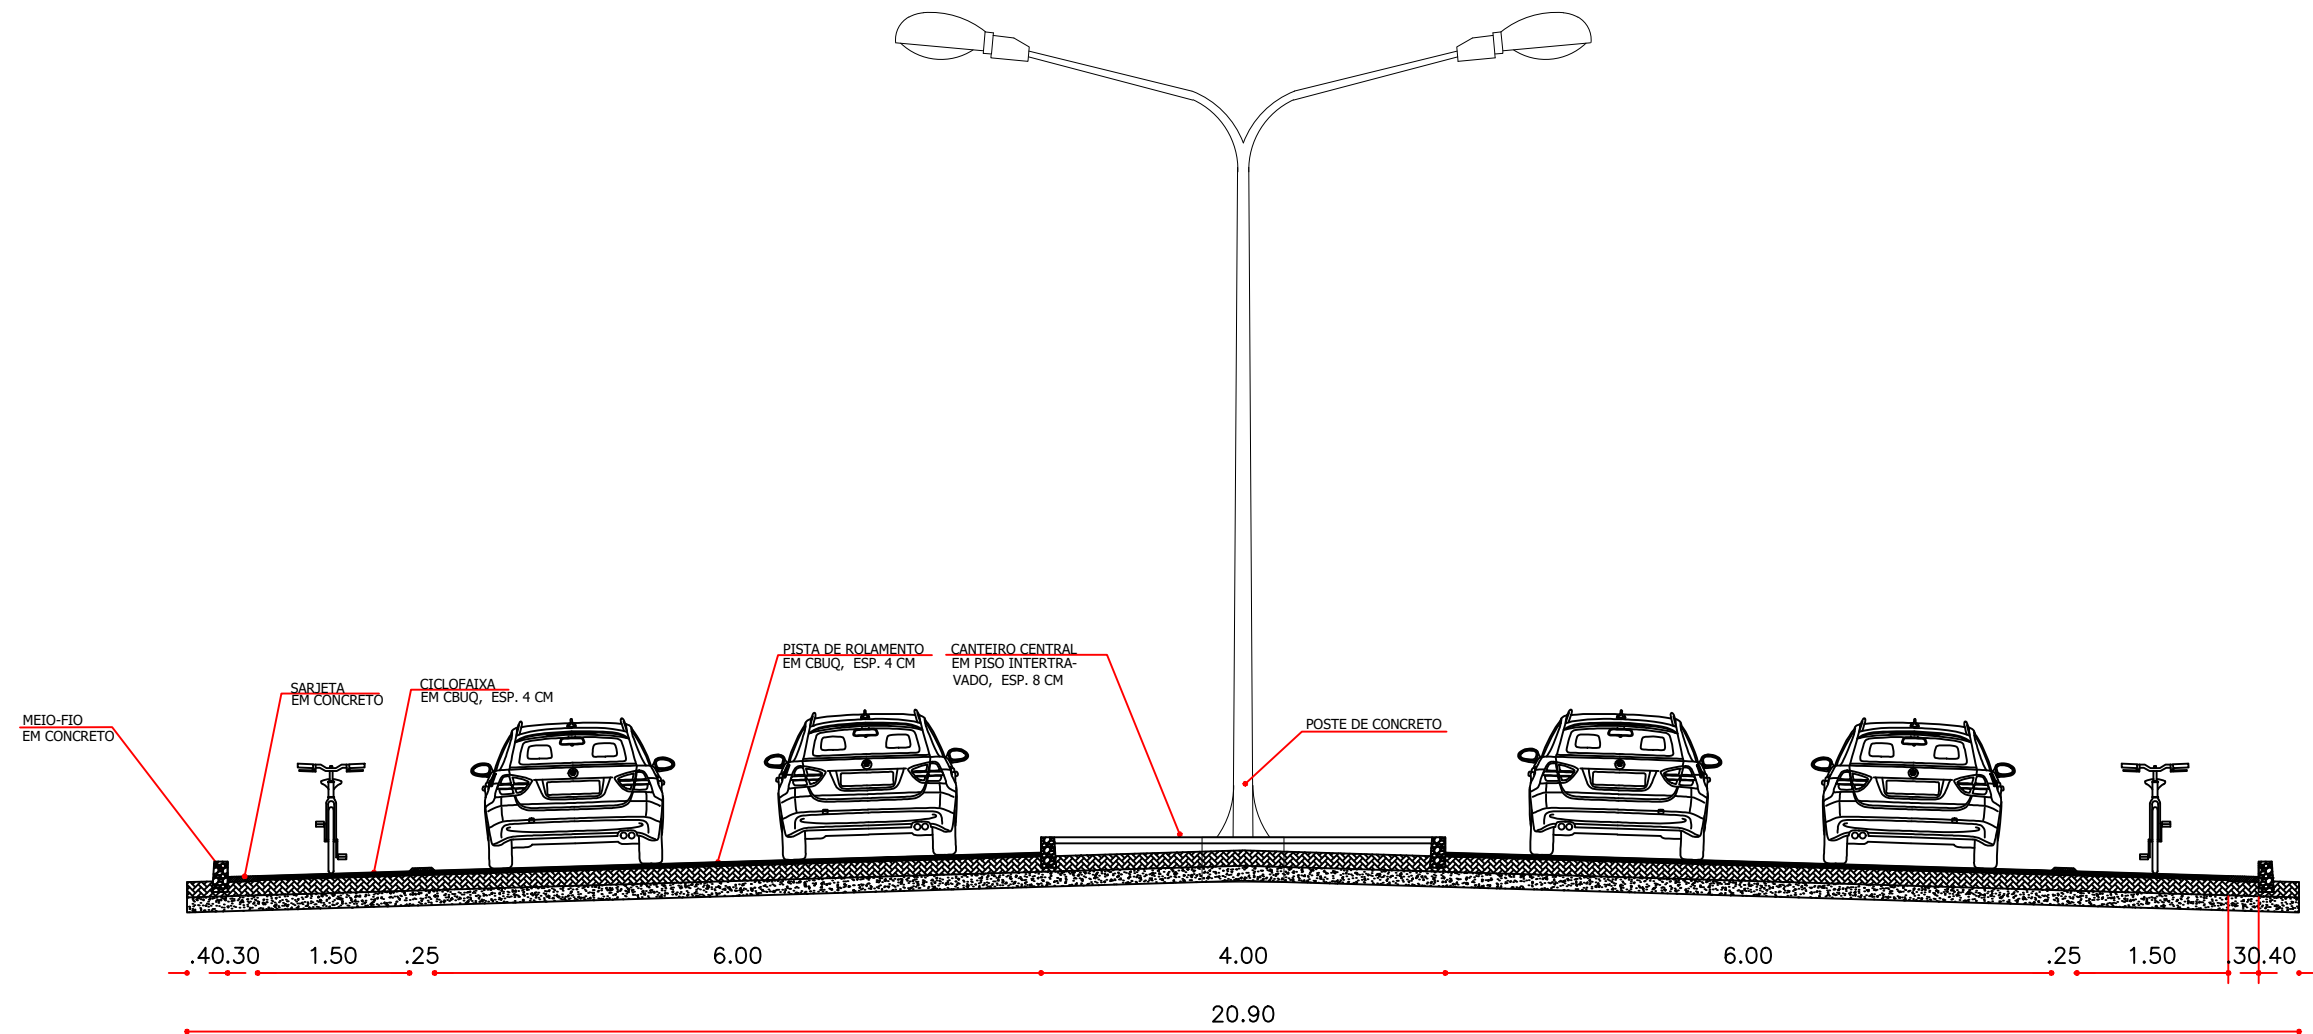 PISTA DE ROLAMENTO
EM CBUQ, ESP. 4 CM
CANTEIRO CENTRAL
EM PISO INTERTRA-
VADO, ESP. 8 CM
SARJETA
EM CONCRETO
CICLOFAIXA
EM CBUQ, ESP. 4 CM
MEIO-FIO
EM CONCRETO
POSTE DE CONCRETO
.40 .30 1.50 .25 6.00 4.00 6.00 .25 1.50 .30 .40
20.90